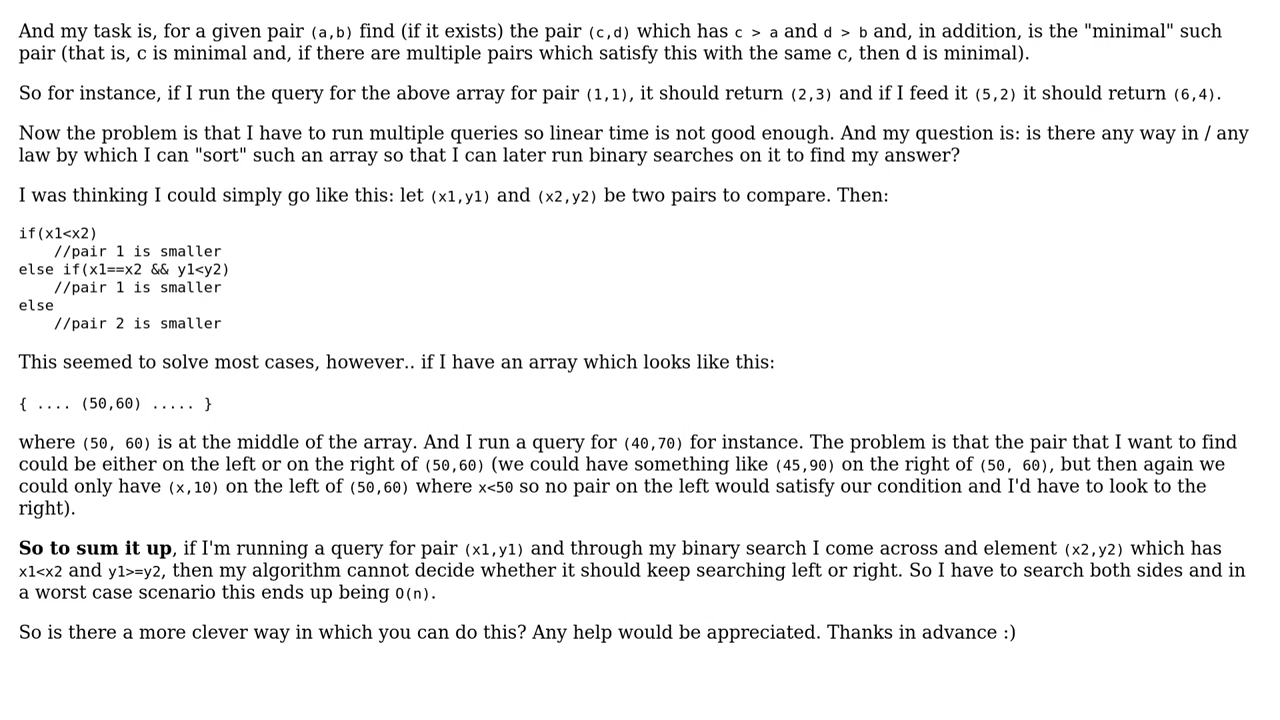 And my task is, for a given pair (a,b) find (if it exists) the pair (c,d) which has c > a and d > b and, in addition, is the "minimal" such
pair (that is, c is minimal and, if there are multiple pairs which satisfy this with the same c, then d is minimal).
So for instance, if I run the query for the above array for pair (1,1), it should return (2,3) and if I feed it (5,2) it should return (6,4).
Now the problem is that I have to run multiple queries so linear time is not good enough. And my question is: is there any way in / any
law by which I can "sort" such an array so that I can later run binary searches on it to find my answer?
I was thinking I could simply go like this: let (x1,y1) and (x2,y2) be two pairs to compare. Then:
if(x1<x2)
    //pair 1 is smaller
else if(x1==x2 && y1<y2)
    //pair 1 is smaller
else
    //pair 2 is smaller
This seemed to solve most cases, however.. if I have an array which looks like this:
{ .... (50,60) ..... }
where (50, 60) is at the middle of the array. And I run a query for (40,70) for instance. The problem is that the pair that I want to find
could be either on the left or on the right of (50,60) (we could have something like (45,90) on the right of (50, 60), but then again we
could only have (x,10) on the left of (50,60) where x<50 so no pair on the left would satisfy our condition and I'd have to look to the
right).
So to sum it up, if I'm running a query for pair (x1,y1) and through my binary search I come across and element (x2,y2) which has
x1<x2 and y1>=y2, then my algorithm cannot decide whether it should keep searching left or right. So I have to search both sides and in
a worst case scenario this ends up being O(n).
So is there a more clever way in which you can do this? Any help would be appreciated. Thanks in advance :)